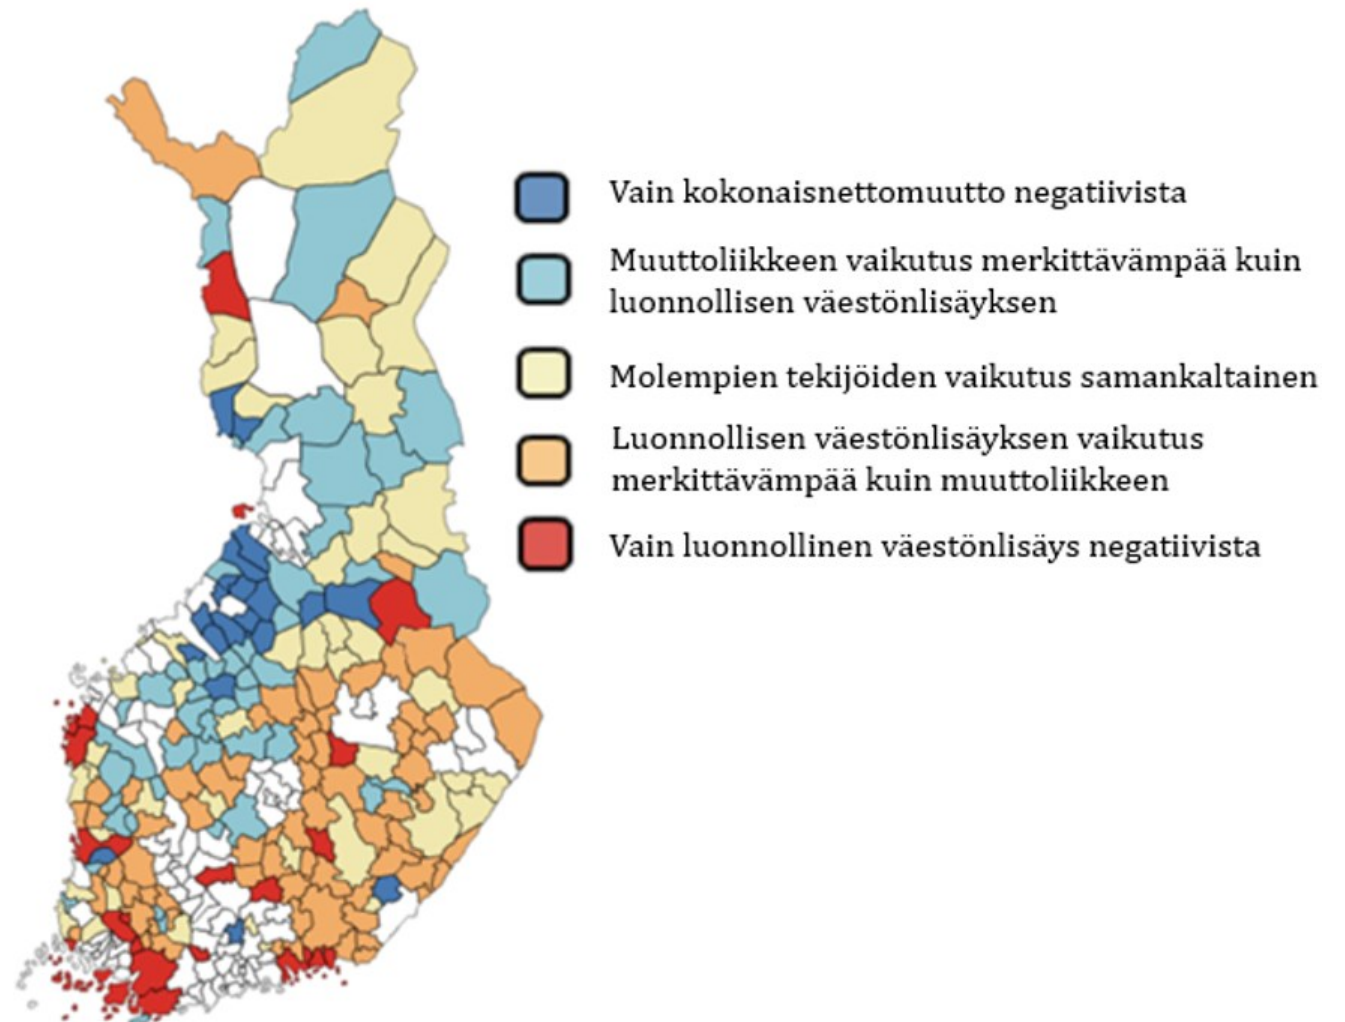 Vain kokonaisnettomuutto negatiivista
Muuttoliikkeen vaikutus merkittävämpää kuin
luonnollisen väestönlisäyksen
Molempien tekijöiden vaikutus samankaltainen
Luonnollisen väestönlisäyksen vaikutus
merkittävämpää kuin muuttoliikkeen
Vain luonnollinen väestönlisäys negatiivista